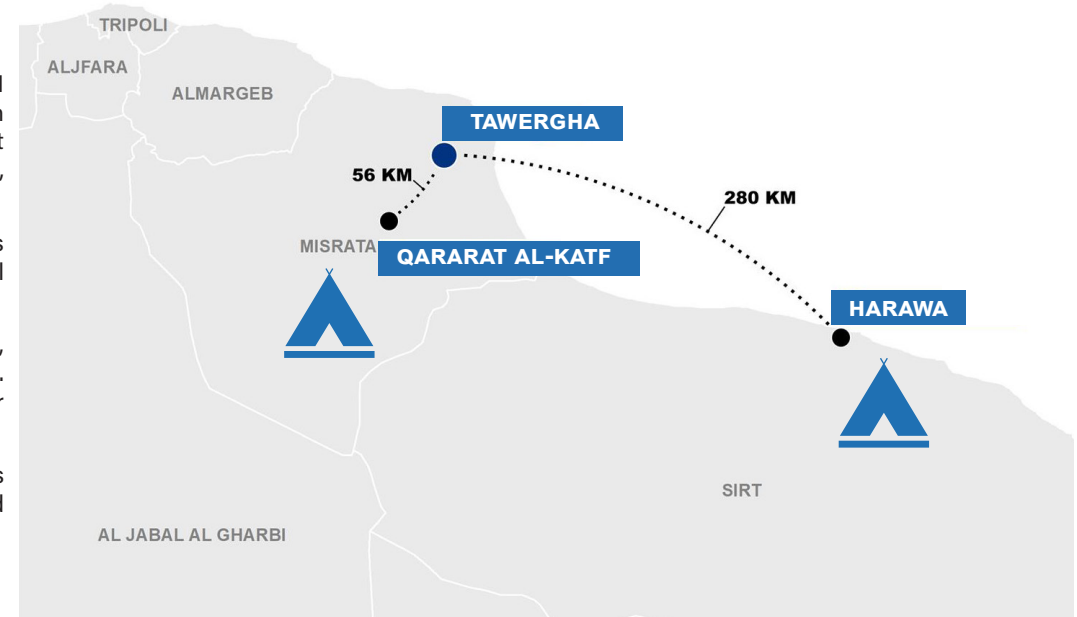 TRIPOLI
ALJFARA
ALMARGEB
TAWERGHA
56 KM
280 KM
MISRATA
QARARAT AL-KATF
HARAWA
SIRT
AL JABAL AL GHARBI